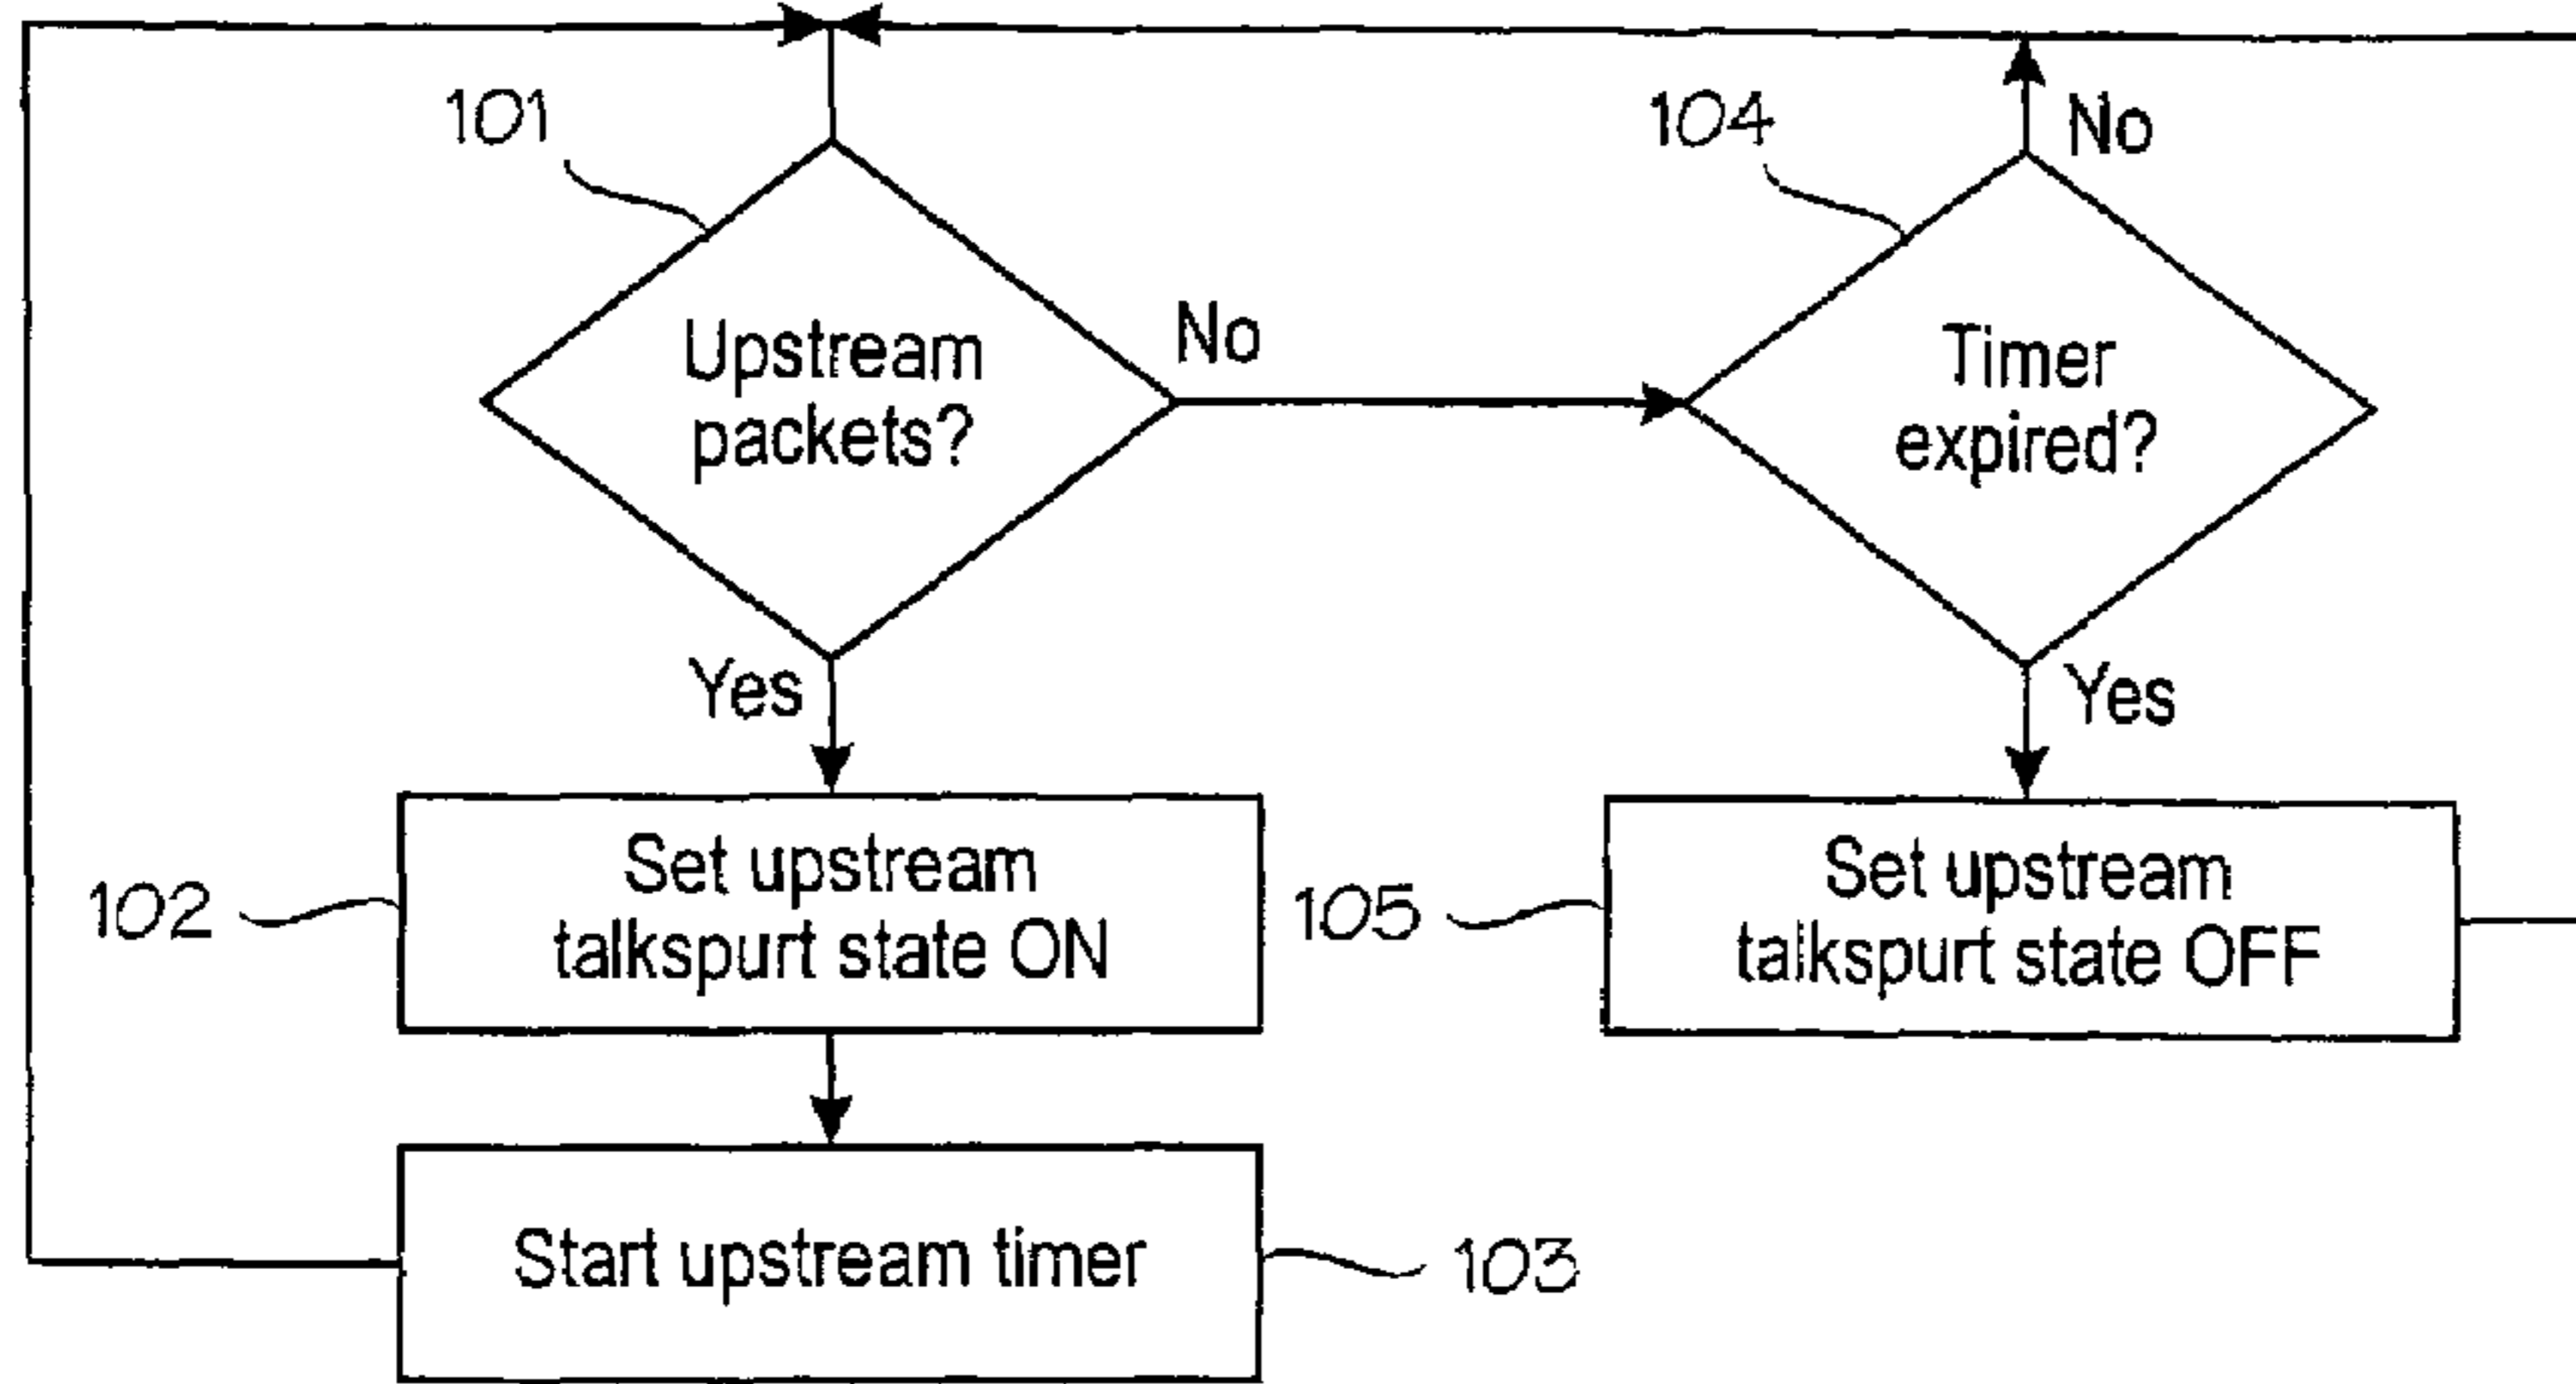 101
Upstream
packets?
No
Yes
104
No
Timer
expired?
Yes
102
Set upstream
talkspurt state ON
105
Set upstream
talkspurt state OFF
Start upstream timer
103